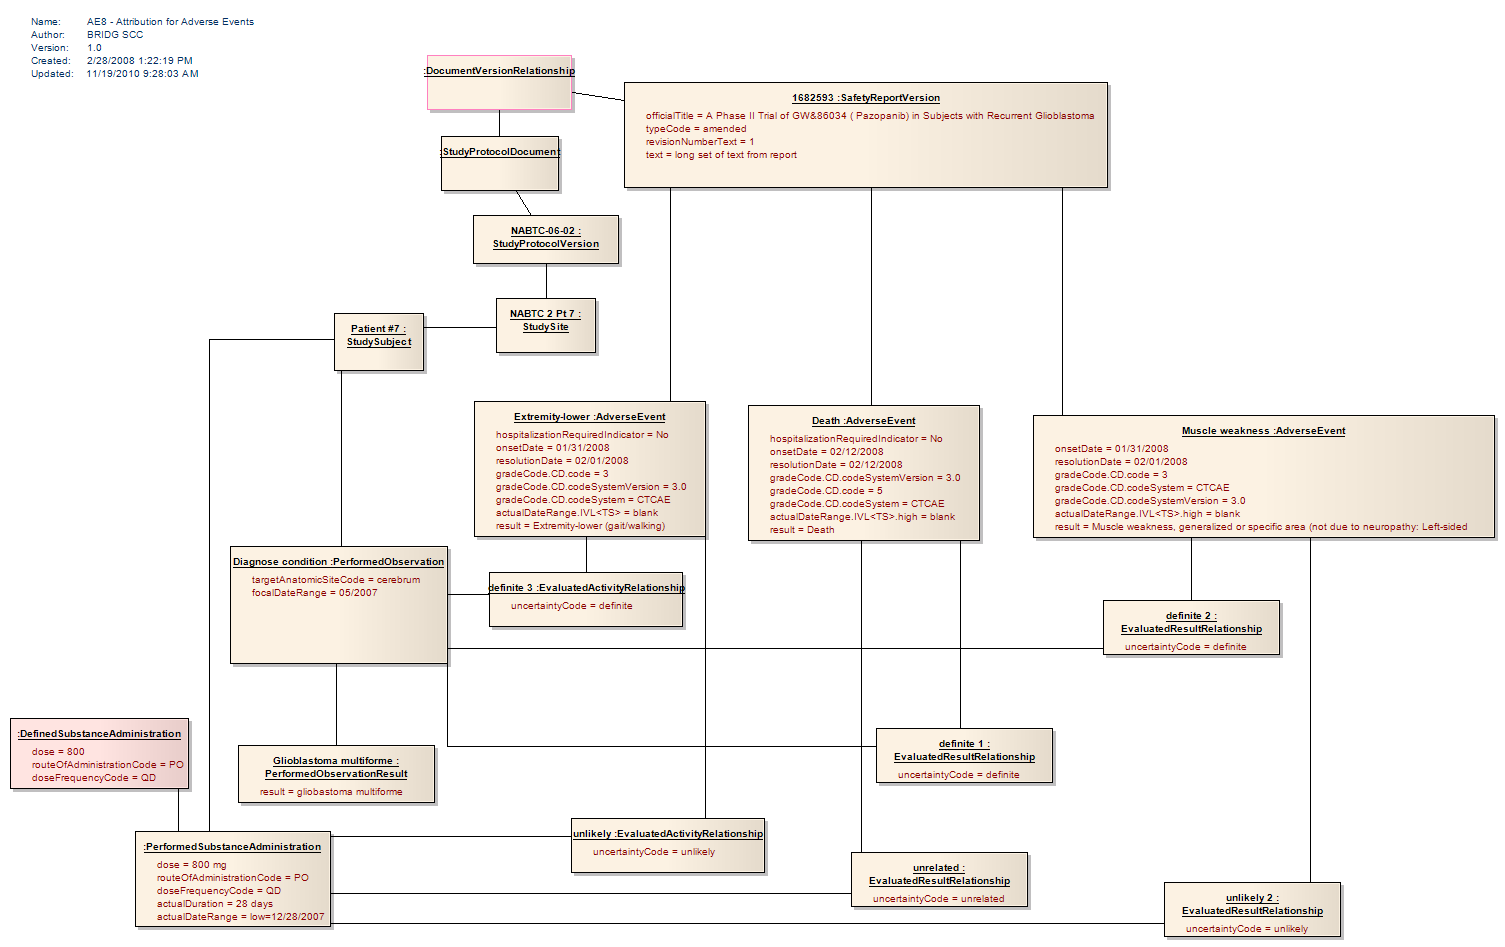 Name: AE8 - Attribution for Adverse Events
Author: BRIDG SCC
Version: 1.0
Created: 2/28/2008 1:22:19 PM
Updated: 11/19/2010 9:28:03 AM
:DocumentVersionRelationship
1682593 :SafetyReportVersion
officialTitle = A Phase II Trial of GW&86034 ( Pazopanib) in Subjects with Recurrent Glioblastoma
typeCode = amended
revisionNumberText = 1
text = long set of text from report
:StudyProtocolDocument
NABTC-06-02 :
StudyProtocolVersion
NABTC 2 Pt 7 :
StudySite
Patient #7 :
StudySubject
Extremity-lower :AdverseEvent
hospitalizationRequiredIndicator = No
onsetDate = 01/31/2008
resolutionDate = 02/01/2008
gradeCode.CD.code = 3
gradeCode.CD.codeSystemVersion = 3.0
gradeCode.CD.codeSystem = CTCAE
actualDateRange.IVL<TS> = blank
result = Extremity-lower (gait/walking)
Death :AdverseEvent
hospitalizationRequiredIndicator = No
onsetDate = 02/12/2008
resolutionDate = 02/12/2008
gradeCode.CD.codeSystemVersion = 3.0
gradeCode.CD.code = 5
gradeCode.CD.codeSystem = CTCAE
actualDateRange.IVL<TS>.high = blank
result = Death
Muscle weakness :AdverseEvent
onsetDate = 01/31/2008
resolutionDate = 02/01/2008
gradeCode.CD.code = 3
gradeCode.CD.codeSystem = CTCAE
gradeCode.CD.codeSystemVersion = 3.0
actualDateRange.IVL<TS>.high = blank
result = Muscle weakness, generalized or specific area (not due to neuropathy: Left-sided
Diagnose condition :PerformedObservation
targetAnatomicSiteCode = cerebrum
focalDateRange = 05/2007
definite 3 :EvaluatedActivityRelationship
uncertaintyCode = definite
definite 2 :
EvaluatedResultRelationship
uncertaintyCode = definite
:DefinedSubstanceAdministration
dose = 800
routeOfAdministrationCode = PO
doseFrequencyCode = QD
Glioblastoma multiforme :
PerformedObservationResult
result = gliobastoma multiforme
definite 1 :
EvaluatedResultRelationship
uncertaintyCode = definite
:PerformedSubstanceAdministration
dose = 800 mg
routeOfAdministrationCode = PO
doseFrequencyCode = QD
actualDuration = 28 days
actualDateRange = low=12/28/2007
unlikely :EvaluatedActivityRelationship
uncertaintyCode = unlikely
unrelated :
EvaluatedResultRelationship
uncertaintyCode = unrelated
unlikely 2 :
EvaluatedResultRelationship
uncertaintyCode = unlikely